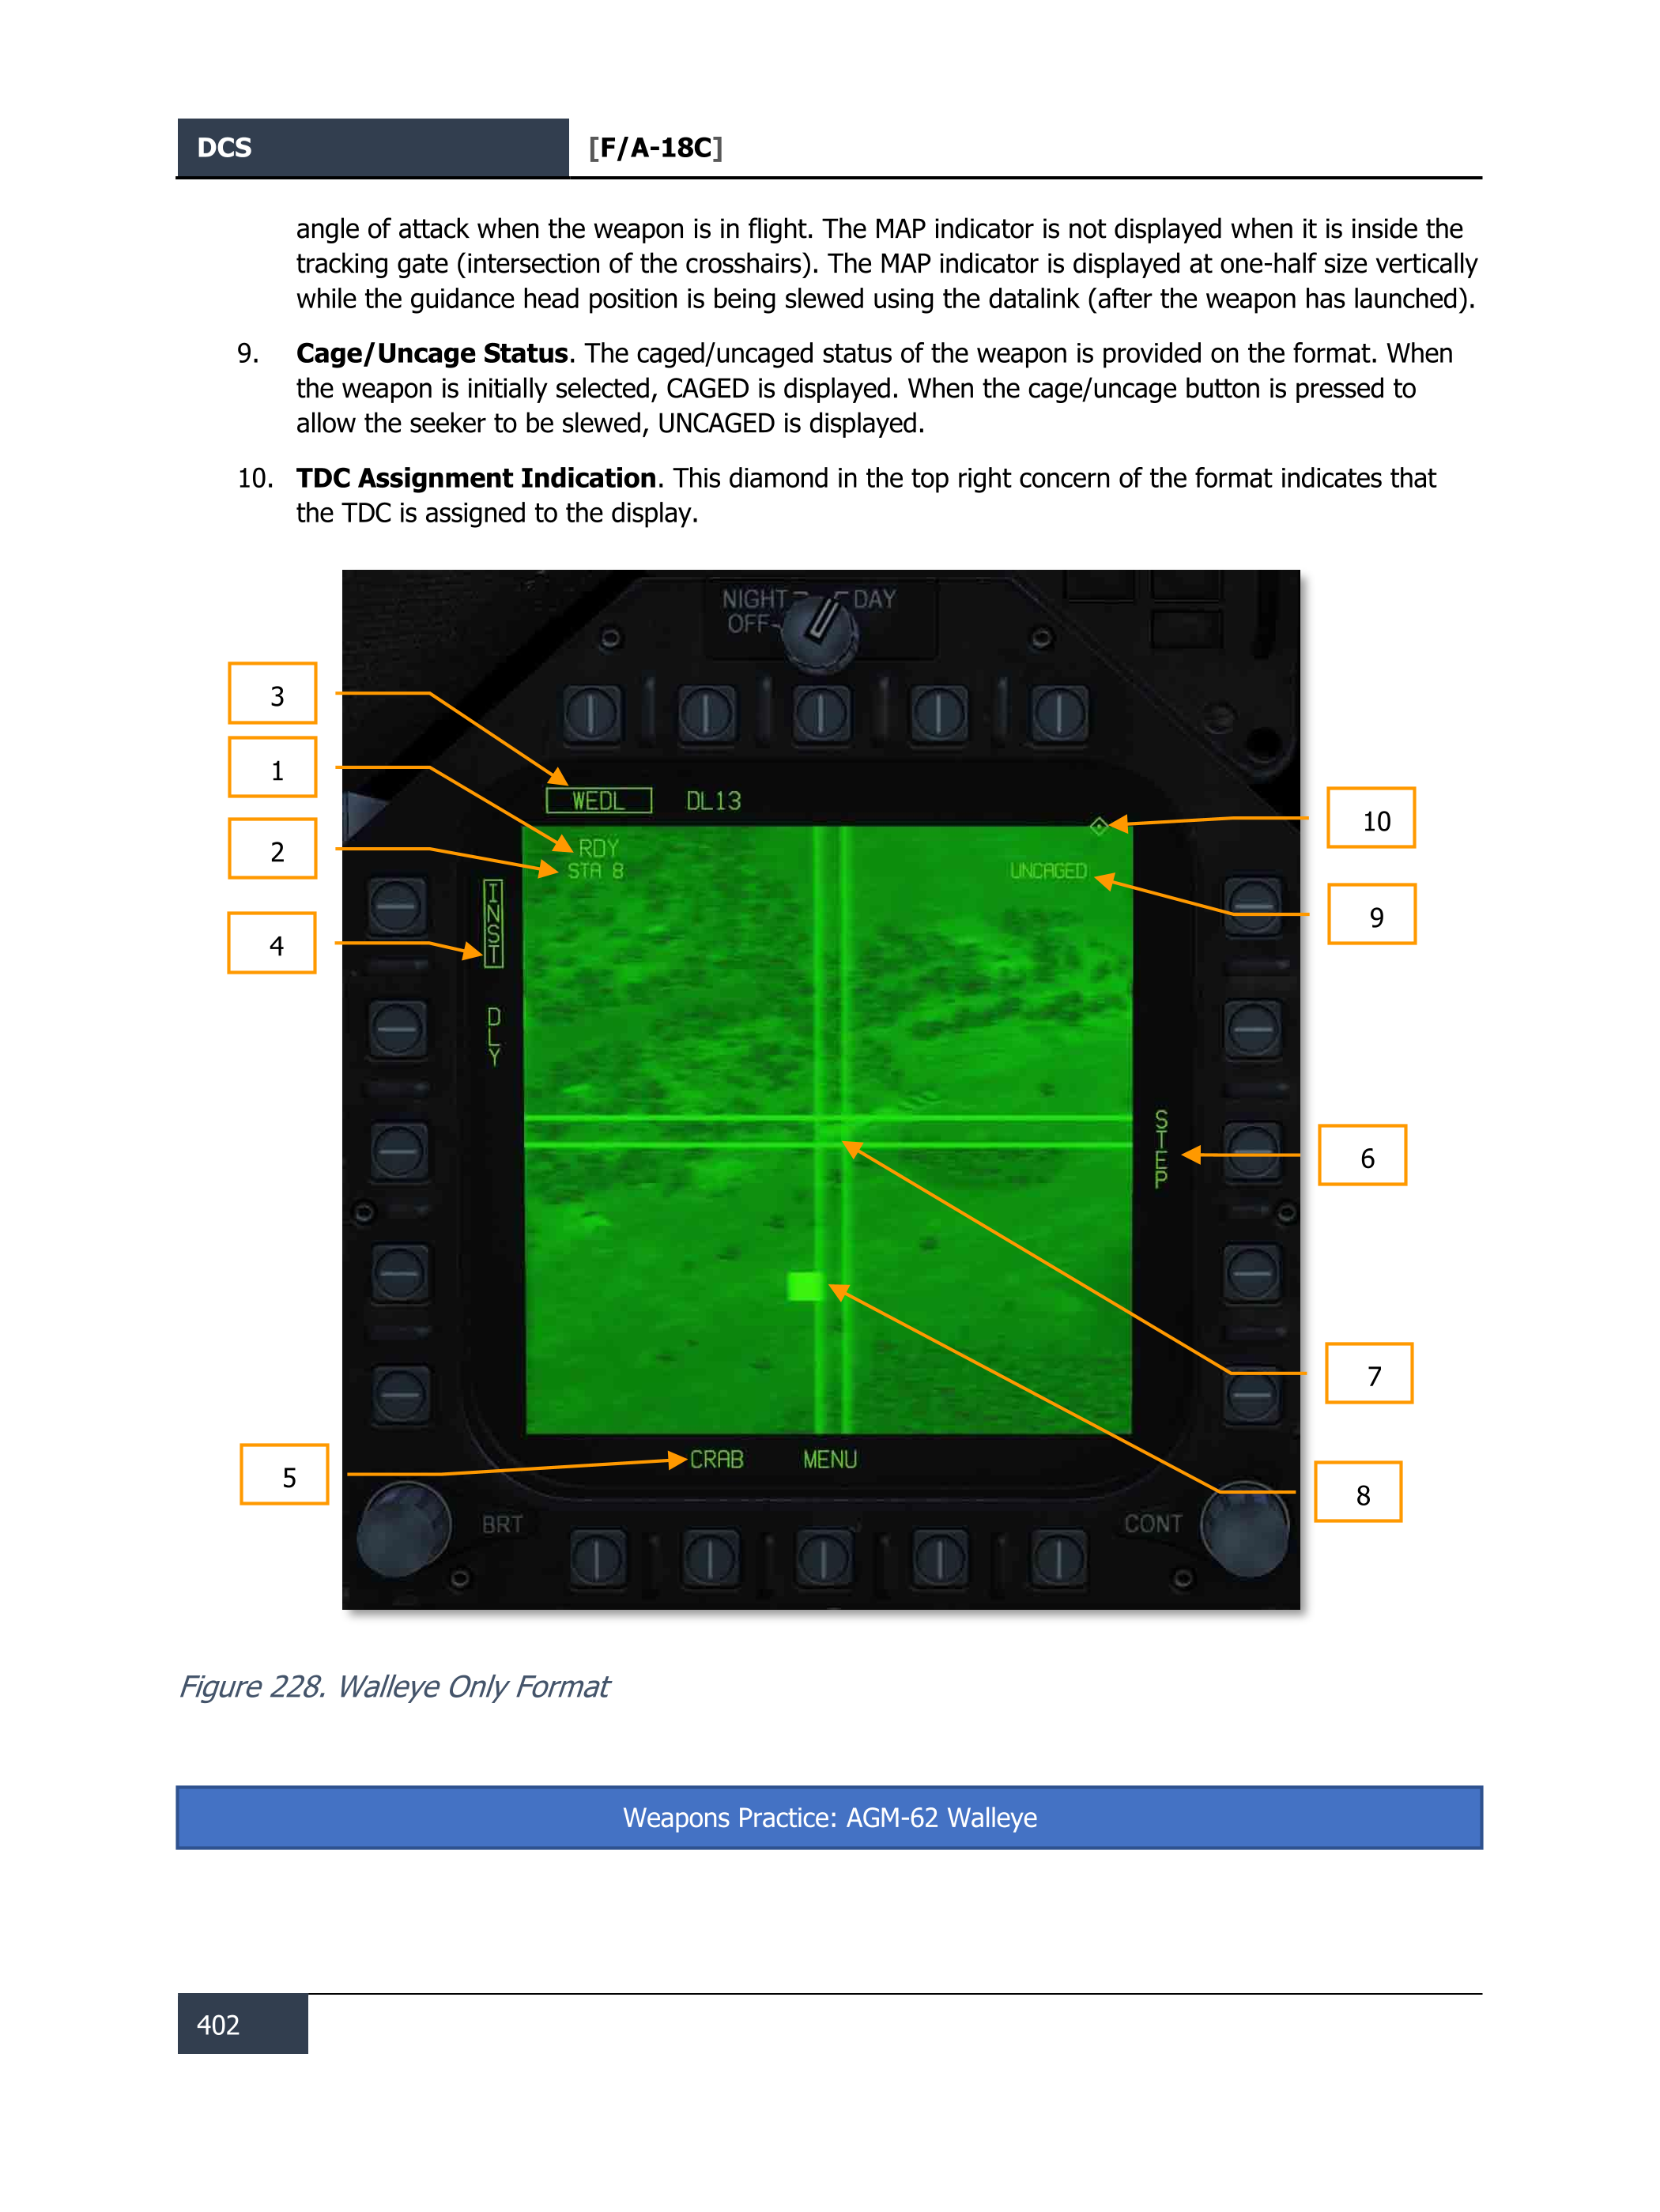 DCS [F/A-18C]
angle of attack when the weapon is in flight. The MAP indicator is not displayed when it is inside the
tracking gate (intersection of the crosshairs). The MAP indicator is displayed at one-half size vertically
while the guidance head position is being slewed using the datalink (after the weapon has launched).
9. Cage/Uncage Status. The caged/uncaged status of the weapon is provided on the format. When
the weapon is initially selected, CAGED is displayed. When the cage/uncage button is pressed to
allow the seeker to be slewed, UNCAGED is displayed.
10. TDC Assignment Indication. This diamond in the top right concern of the format indicates that
the TDC is assigned to the display.
NIGHT DAY
OFF
3
1
WEDL DL13
10
RDY
2
STA 8 UNCAGED
INST
9
4
DLY
STEP
6
7
5
CRAB MENU
8
BRT CONT
Figure 228. Walleye Only Format
Weapons Practice: AGM-62 Walleye
402